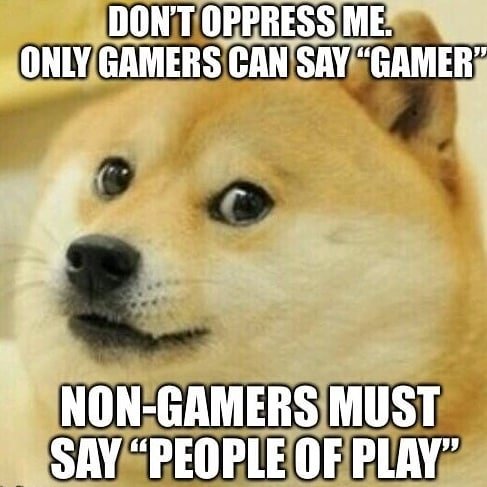 DON'T OPPRESS ME.
ONLY GAMERS CAN SAY “GAMER”
NON-GAMERS MUST
SAY “PEOPLE OF PLAY”